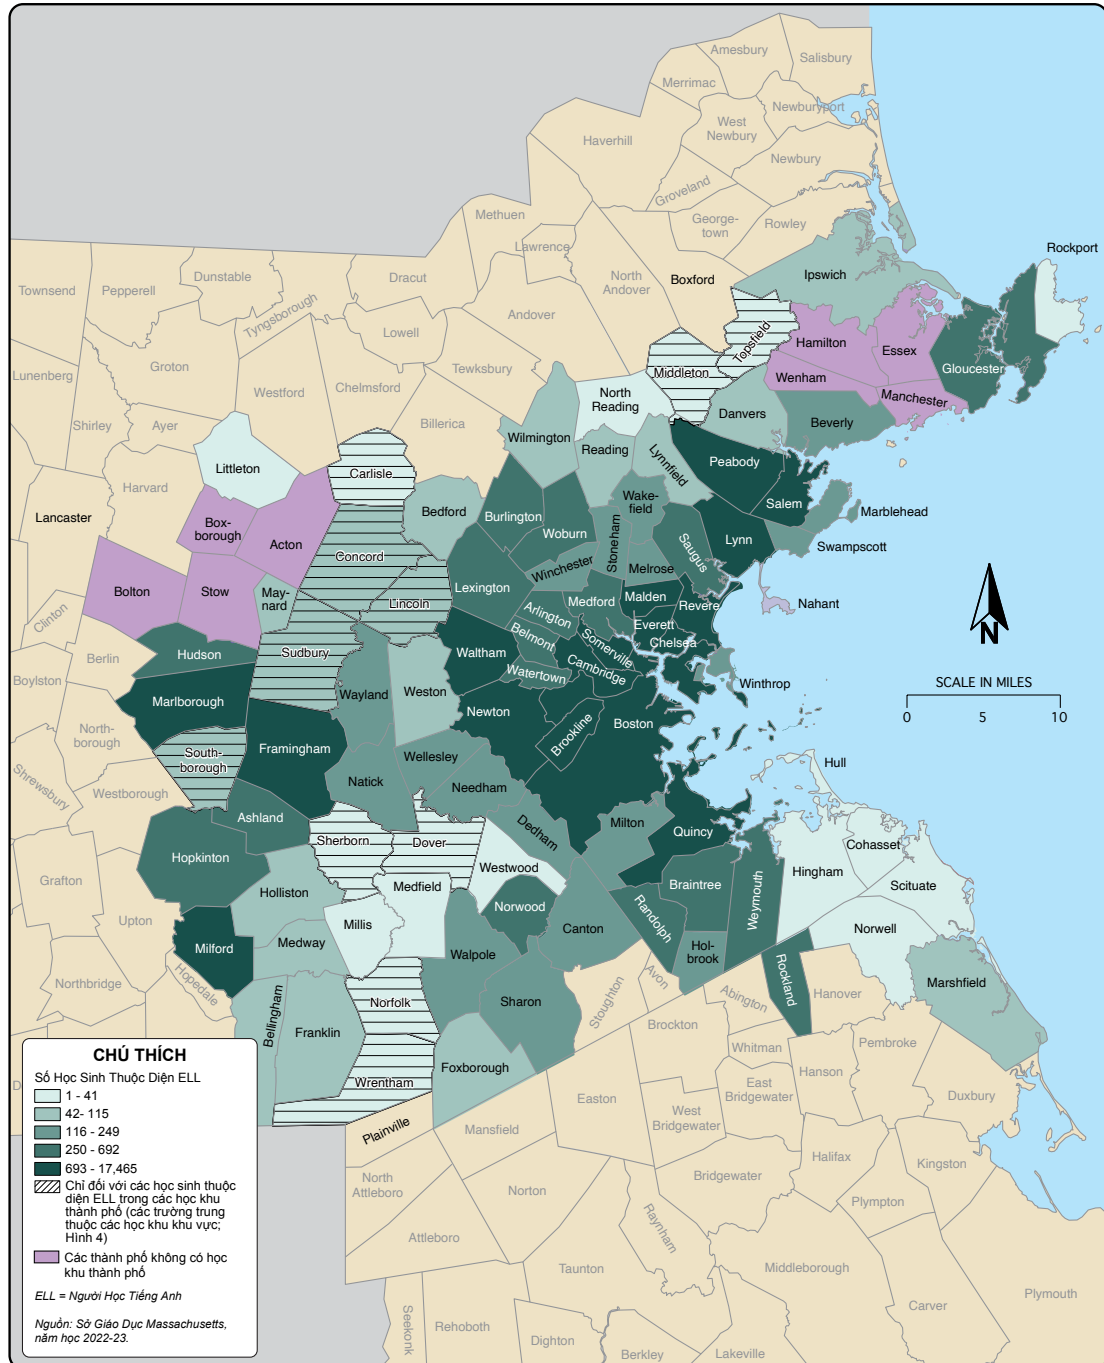 Amesbury
Salisbury
Merrimac
Newburyport
West
Newbury
Haverhill
Newbury
Groveland
Methuen
George-
town
Rowley
Lawrence
Rockport
Dunstable
Dracut
North
Andover
Boxford
Ipswich
Townsend
Pepperell
Tyngsborough
Andover
Lowell
Topsfield
Hamilton
Essex
Groton
Tewksbury
Middleton
Gloucester
Lunenberg
Westford
Chelmsford
Wenham
North
Reading
Manchester
Danvers
Shirley
Ayer
Billerica
Beverly
Wilmington
Reading
Lynnfield
Peabody
Littleton
Carlisle
Harvard
Salem
Wake-
field
Bedford
Marblehead
Lancaster
Box-
borough
Burlington
Woburn
Stoneham
Saugus
Lynn
Acton
Swampscott
Concord
Winchester
Melrose
Bolton
Stow
May-
nard
Lexington
Lincoln
Medford
Malden
Revere
Nahant
Arlington
Clinton
Everett
N
Belmont
Somerville
Chelsea
Berlin
Hudson
Sudbury
Waltham
Cambridge
Boylston
Watertown
Winthrop
SCALE IN MILES
Marlborough
Wayland
Weston
Newton
0
5
10
North-
borough
Framingham
Brookline
Boston
South-
borough
Wellesley
Hull
Shrewsbury
Westborough
Natick
Needham
Ashland
Dedham
Milton
Quincy
Sherborn
Dover
Cohasset
Hopkinton
Westwood
Hingham
Grafton
Holliston
Medfield
Braintree
Weymouth
Scituate
Norwood
Randolph
Upton
Millis
Canton
Norwell
Milford
Medway
Walpole
Hol-
brook
Rockland
Northbridge
Hopedale
Avon
Marshfield
Norfolk
Sharon
Stoughton
Abington
Hanover
Bellingham
Franklin
Brockton
Whitman
Pembroke
Foxborough
Hanson
Wrentham
East
Bridgewater
Easton
Duxbury
West
Bridgewater
Plainville
Mansfield
Halifax
Kingston
North
Attleboro
Bridgewater
Norton
Plympton
Raynham
Attleboro
Taunton
Middleborough
Plymouth
Carver
Seekonk
Rehoboth
Dighton
Berkley
Lakeville
D
CHÚ THÍCH
Số Học Sinh Thuộc Diện ELL
1 - 41
42- 115
116 - 249
250 - 692
693 - 17,465
Chỉ đối với các học sinh thuộc
diện ELL trong các học khu
thành phố (các trường trung
thuộc các học khu khu vực;
Hình 4)
Các thành phố không có học
khu thành phố
ELL = Người Học Tiếng Anh
Nguồn: Sở Giáo Dục Massachusetts,
năm học 2022-23.